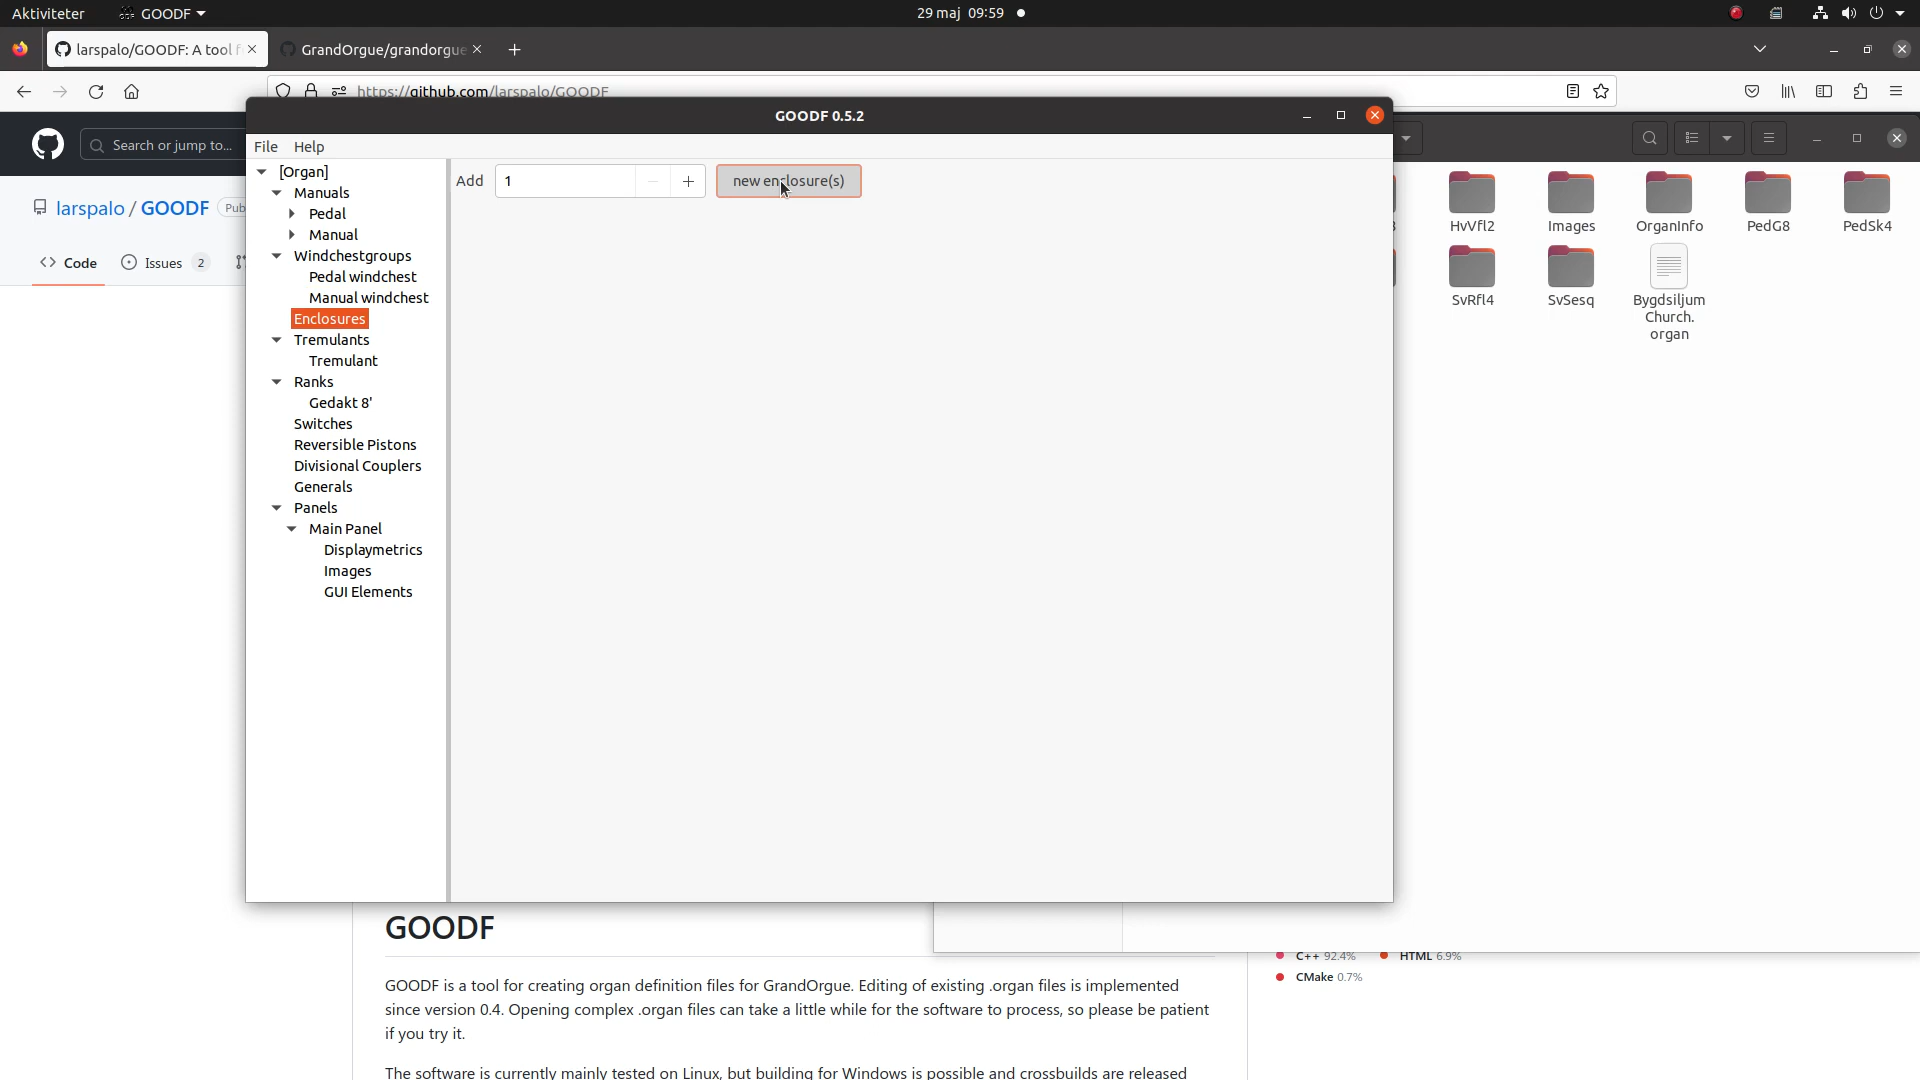 Aktiviteter
GOODF
29 maj 09:59
larspalo/GOODF: A tool f
GrandOrgue/grandorgue
https://github.com/larspalo/GOODF
GOODF 0.5.2
Search or jump to...
File Help
larspalo / GOODF Pub
Code
Issues 2
[Organ]
Manuals
Pedal
Manual
Windchestgroups
Pedal windchest
Manual windchest
Enclosures
Tremulants
Tremulant
Ranks
Gedakt 8'
Switches
Reversible Pistons
Divisional Couplers
Generals
Panels
Main Panel
Displaymetrics
Images
GUI Elements
Add 1 new enclosure(s)
HvVfl2 Images OrganInfo PedG8 PedSk4
SvRfl4 SvSesq Bygdsiljum
Church.
organ
GOODF
GOODF is a tool for creating organ definition files for GrandOrgue. Editing of existing .organ files is implemented
since version 0.4. Opening complex .organ files can take a little while for the software to process, so please be patient
if you try it.
The software is currently mainly tested on Linux, but building for Windows is possible and crossbuilds are released
C++ 92.4% HTML 6.9%
CMake 0.7%